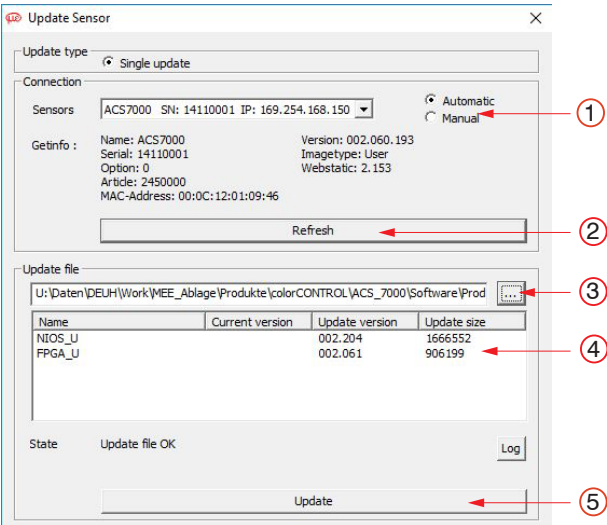 Update Sensor
Update type
Single update
Connection
Sensors ACS7000 SN: 14110001 IP: 169.254.168.150
Automatic
Manual
1
Getinfo :
Name: ACS7000 Version: 002.060.193
Serial: 14110001 Imagetype: User
Option: 0 Webstatic: 2.153
Article: 2450000
MAC-Address: 00:0C:12:01:09:46
Refresh 2
Update file
U:\Daten\DEUH\Work\MEE_Ablage\Produkte\colorCONTROL\ACS_7000\Software\Prod ... 3
Name Current version Update version Update size
NIOS_U 002.204 1666552
FPGA_U 002.061 906199
4
State Update file OK Log
Update 5